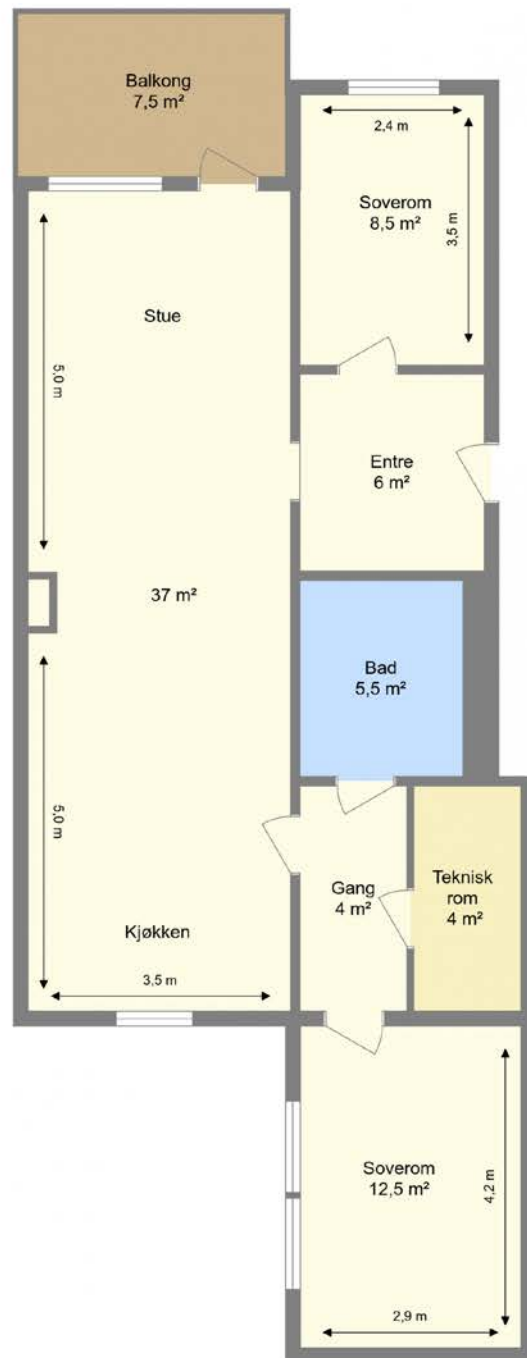 Balkong
7,5 m²
2,4 m
Soverom
8,5 m²
3,5 m
Stue
5,0 m
Entre
6 m²
37 m²
Bad
5,5 m²
5,0 m
Gang
4 m²
Teknisk
rom
4 m²
Kjøkken
3,5 m
Soverom
12,5 m²
4,2 m
2,9 m